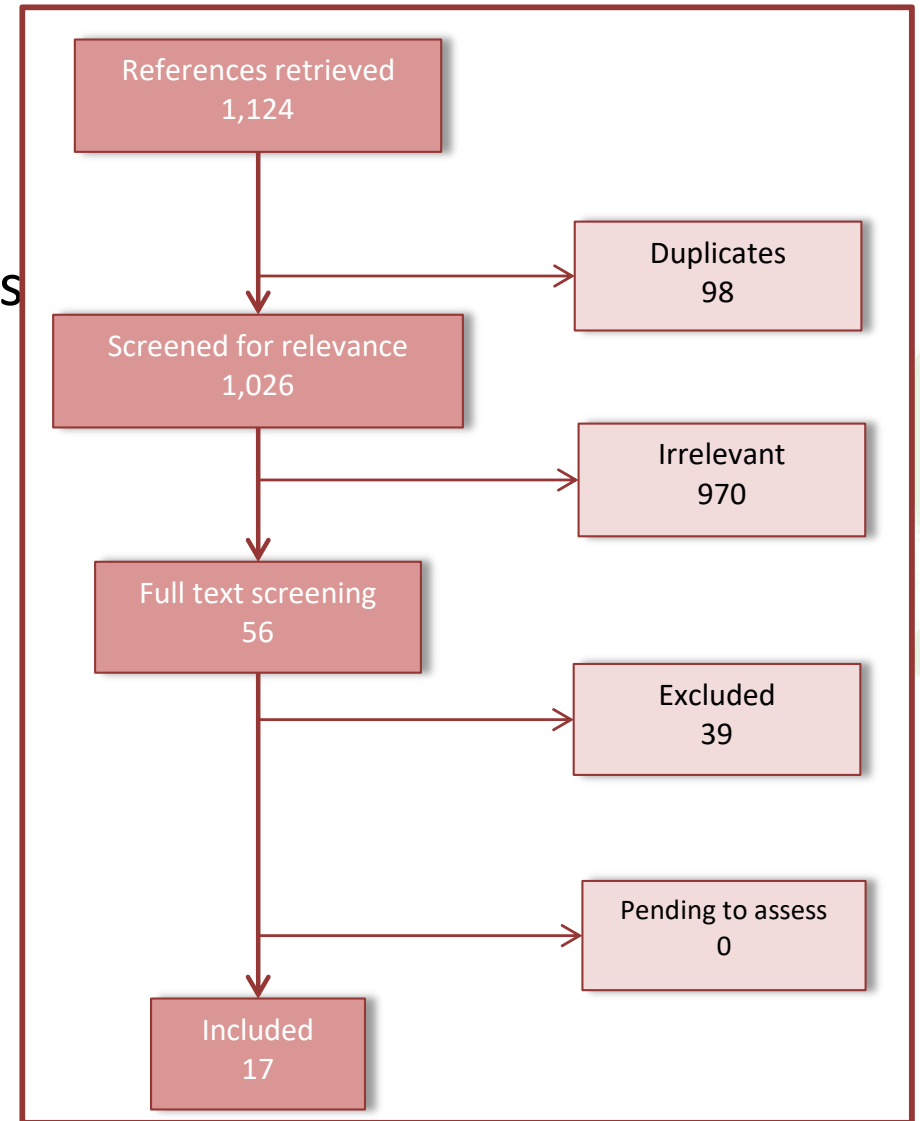 References retrieved
1,124
Duplicates
98
s
Screened for relevance
1,026
Irrelevant
970
Full text screening
56
Excluded
39
Pending to assess
0
Included
17